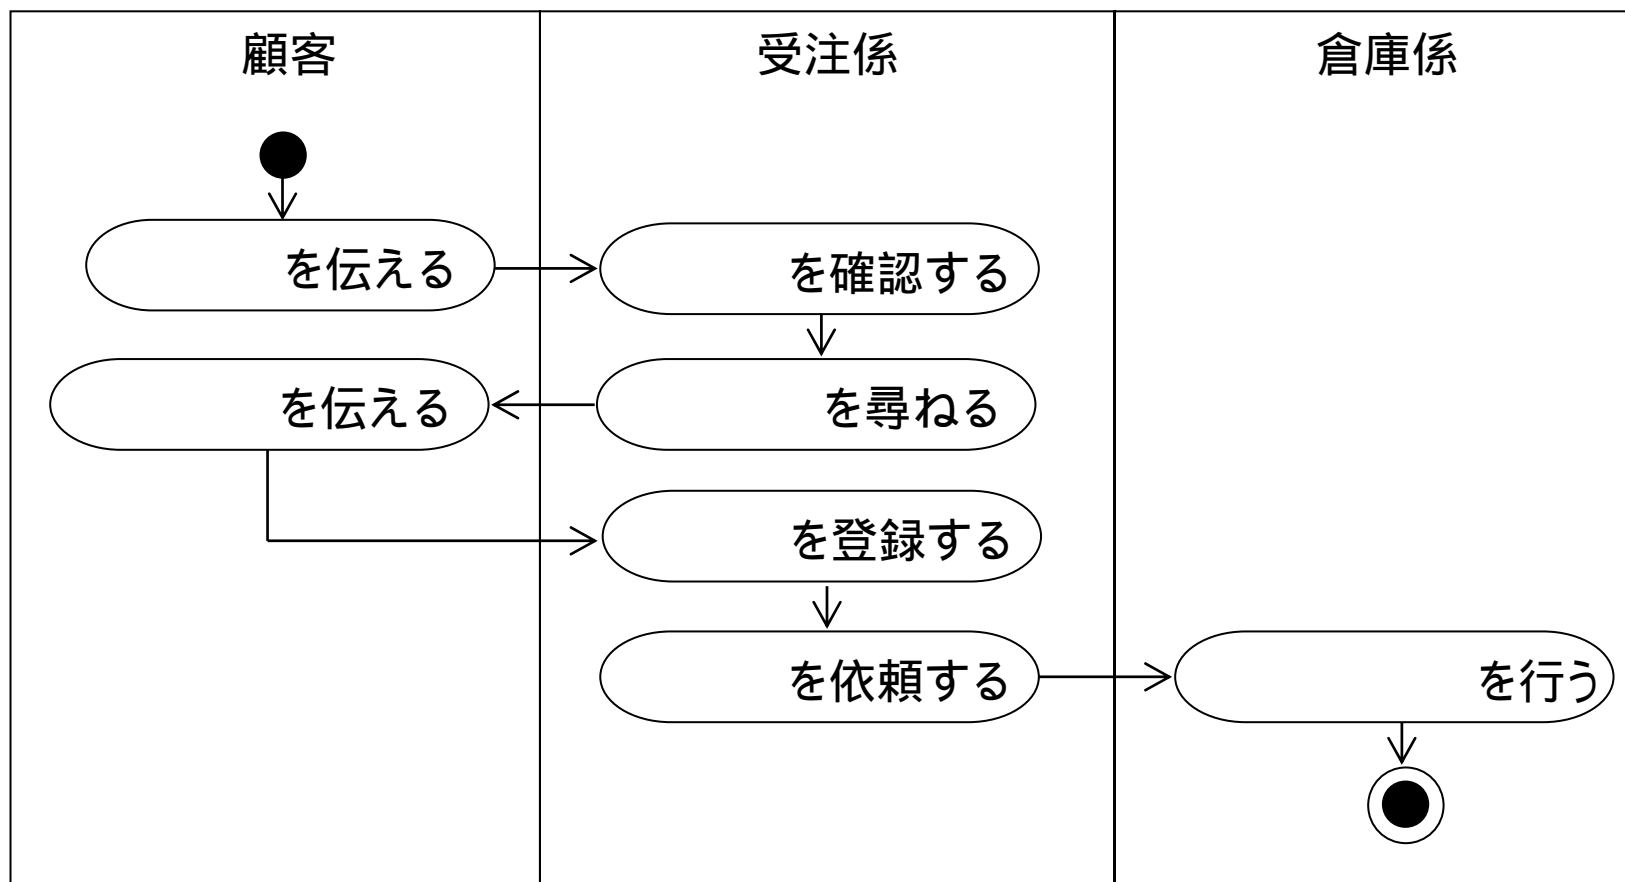 顧客
受注係
倉庫係
を伝える
を確認する
を伝える
を尋ねる
を登録する
を依頼する
を行う